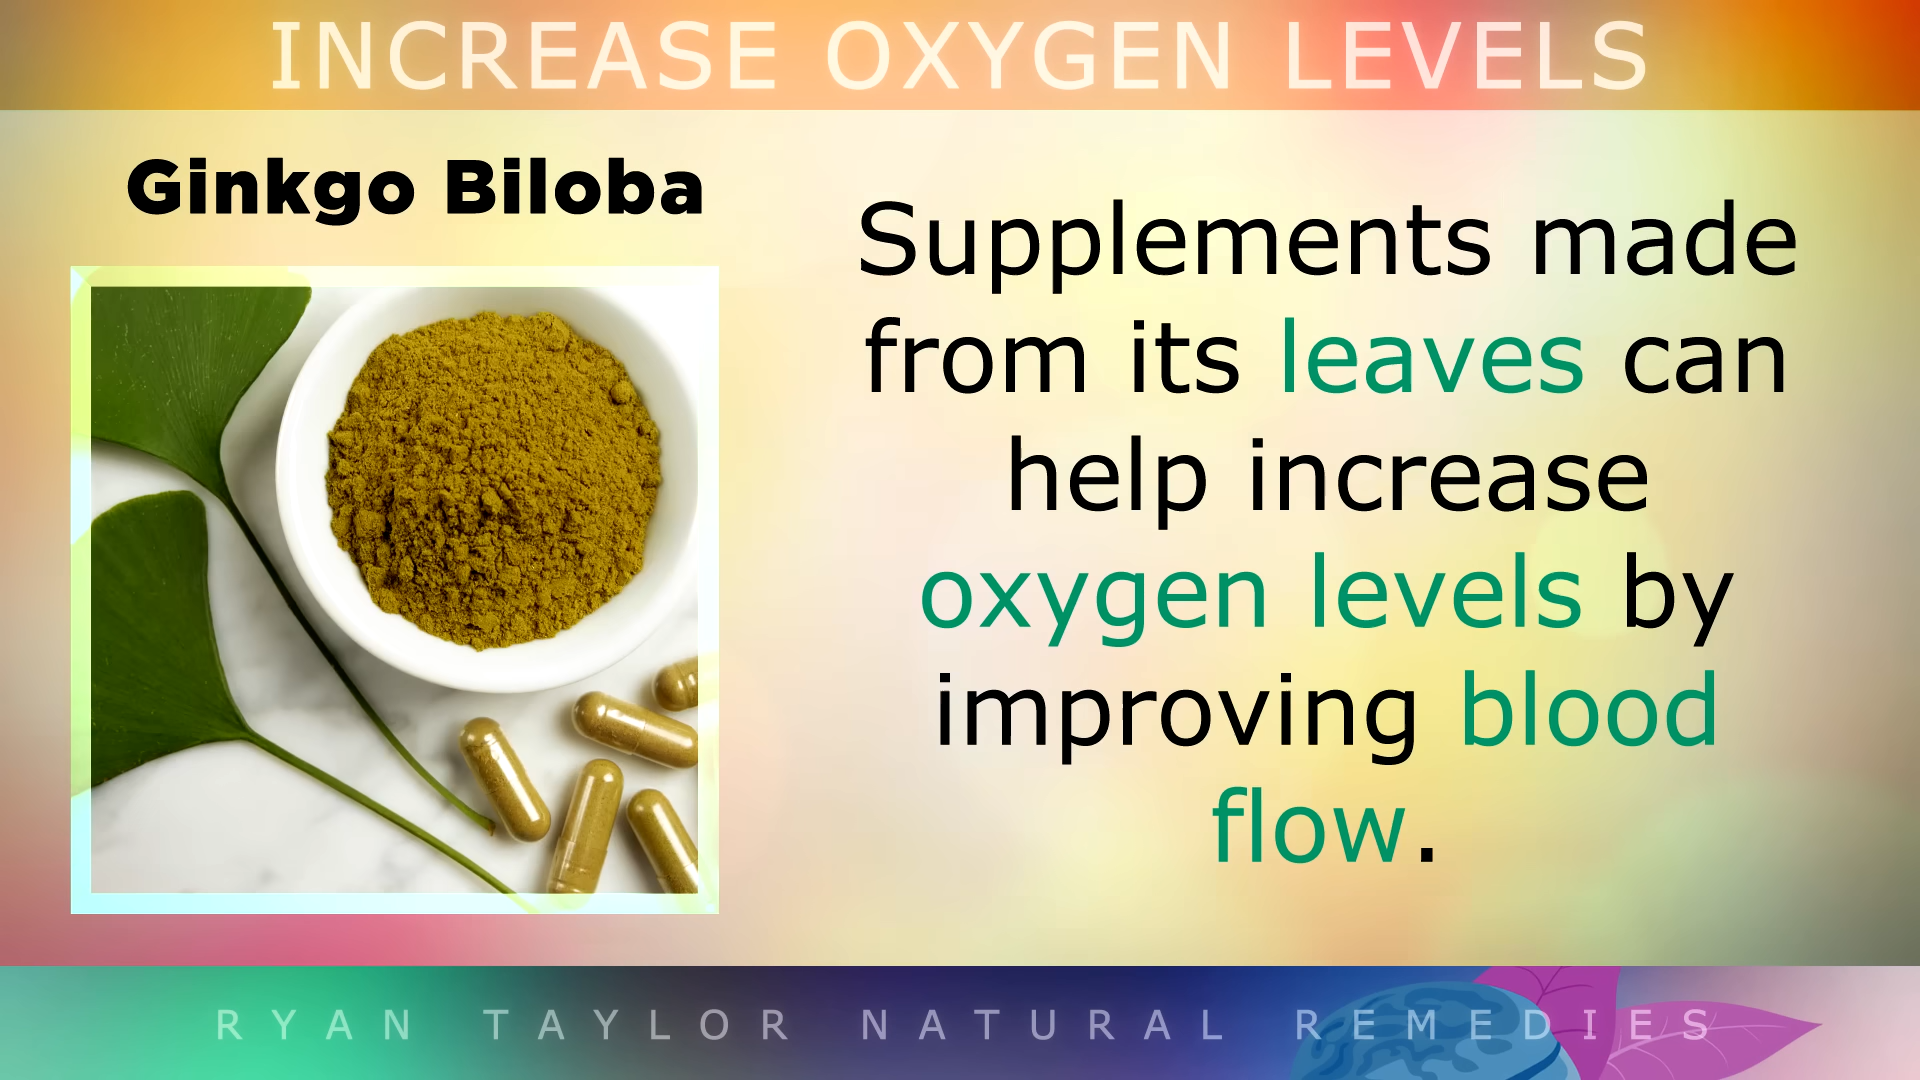 INCREASE OXYGEN LEVELS
Ginkgo Biloba
Supplements made
from its leaves can
help increase
oxygen levels by
improving blood
flow.
RYAN TAYLOR NATURAL REMEDIES